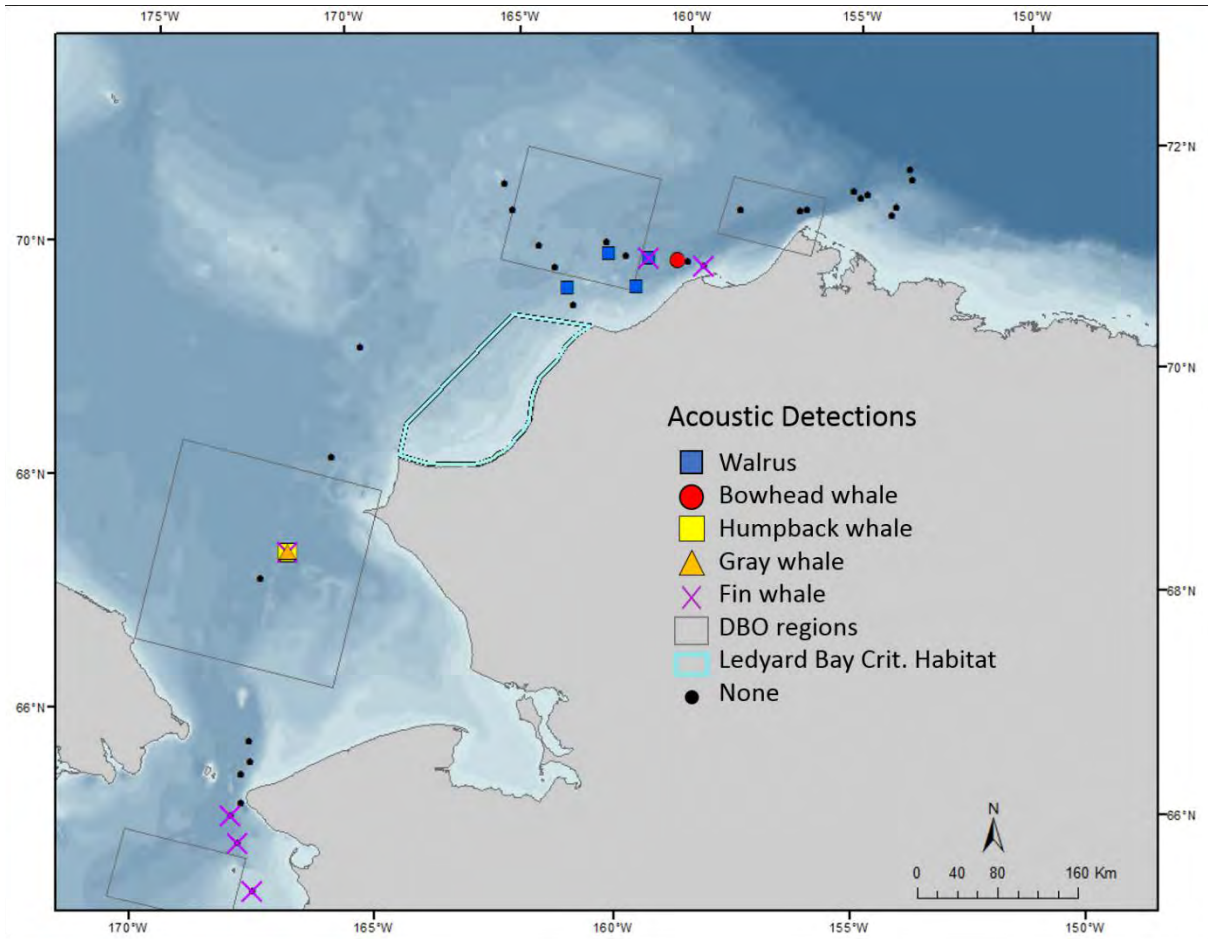 175°W 170°W 165°W 160°W 155°W 150°W
72°N
70°N
70°N
68°N
68°N
66°N
66°N
Acoustic Detections
Walrus
Bowhead whale
Humpback whale
Gray whale
Fin whale
DBO regions
Ledyard Bay Crit. Habitat
None
N
0 40 80 160 Km
170°W 165°W 160°W 155°W 150°W